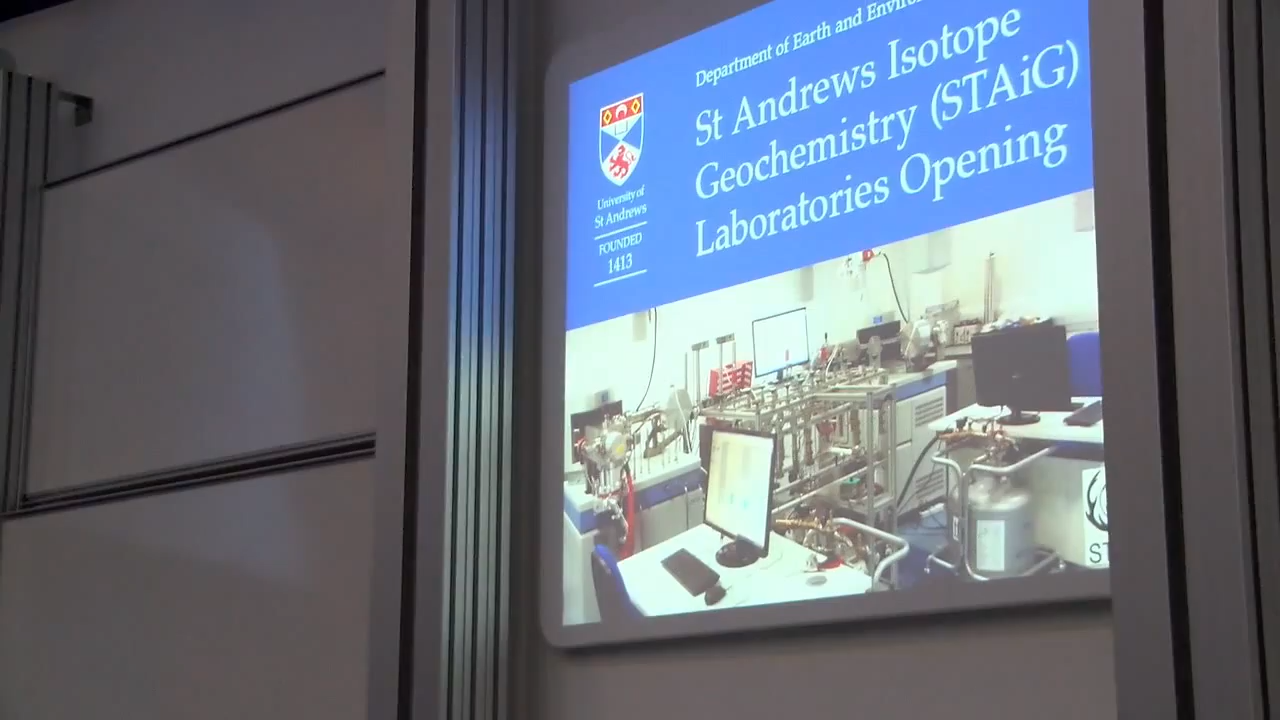 Department of Earth and
St Andrews Isotope
Geochemistry (STAiG)
Laboratories Opening
University of
St Andrews
FOUNDED
1413